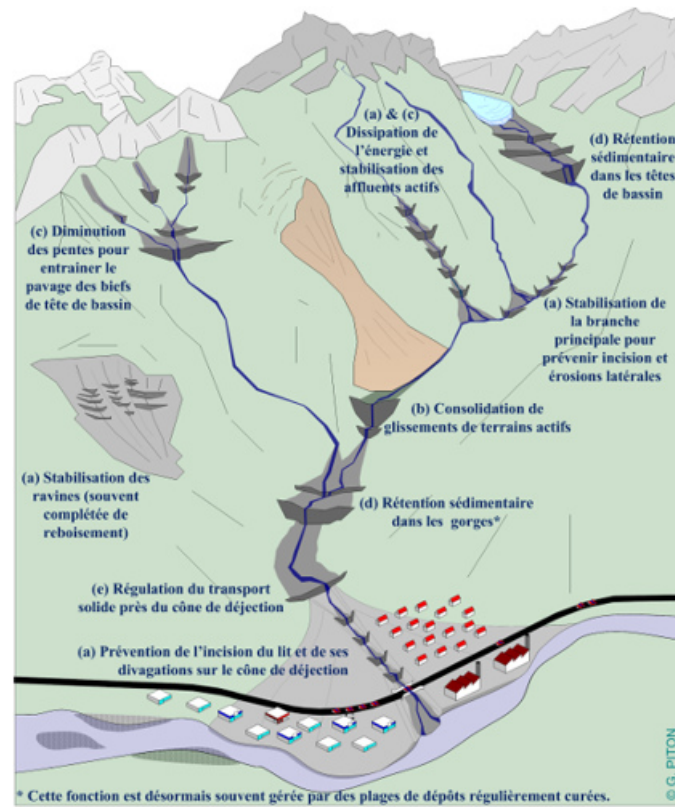 (a) & (c)
Dissipation de
l'énergie et
stabilisation des
affluents actifs
(d) Rétention
sédimentaire
dans les têtes
de bassin
(c) Diminution
des pentes pour
entrainer le
pavage des biefs
de tête de bassin
(a) Stabilisation de
la branche
principale pour
prévenir incision et
érosions latérales
(b) Consolidation de
glissements de terrains actifs
(a) Stabilisation des
ravines (souvent
complétée de
reboisement)
(d) Rétention sédimentaire
dans les gorges*
(e) Régulation du transport
solide près du cône de déjection
(a) Prévention de l'incision du lit et de ses
divagations sur le cône de déjection
* Cette fonction est désormais souvent gérée par des plages de dépôts régulièrement curées.
© G. PITON